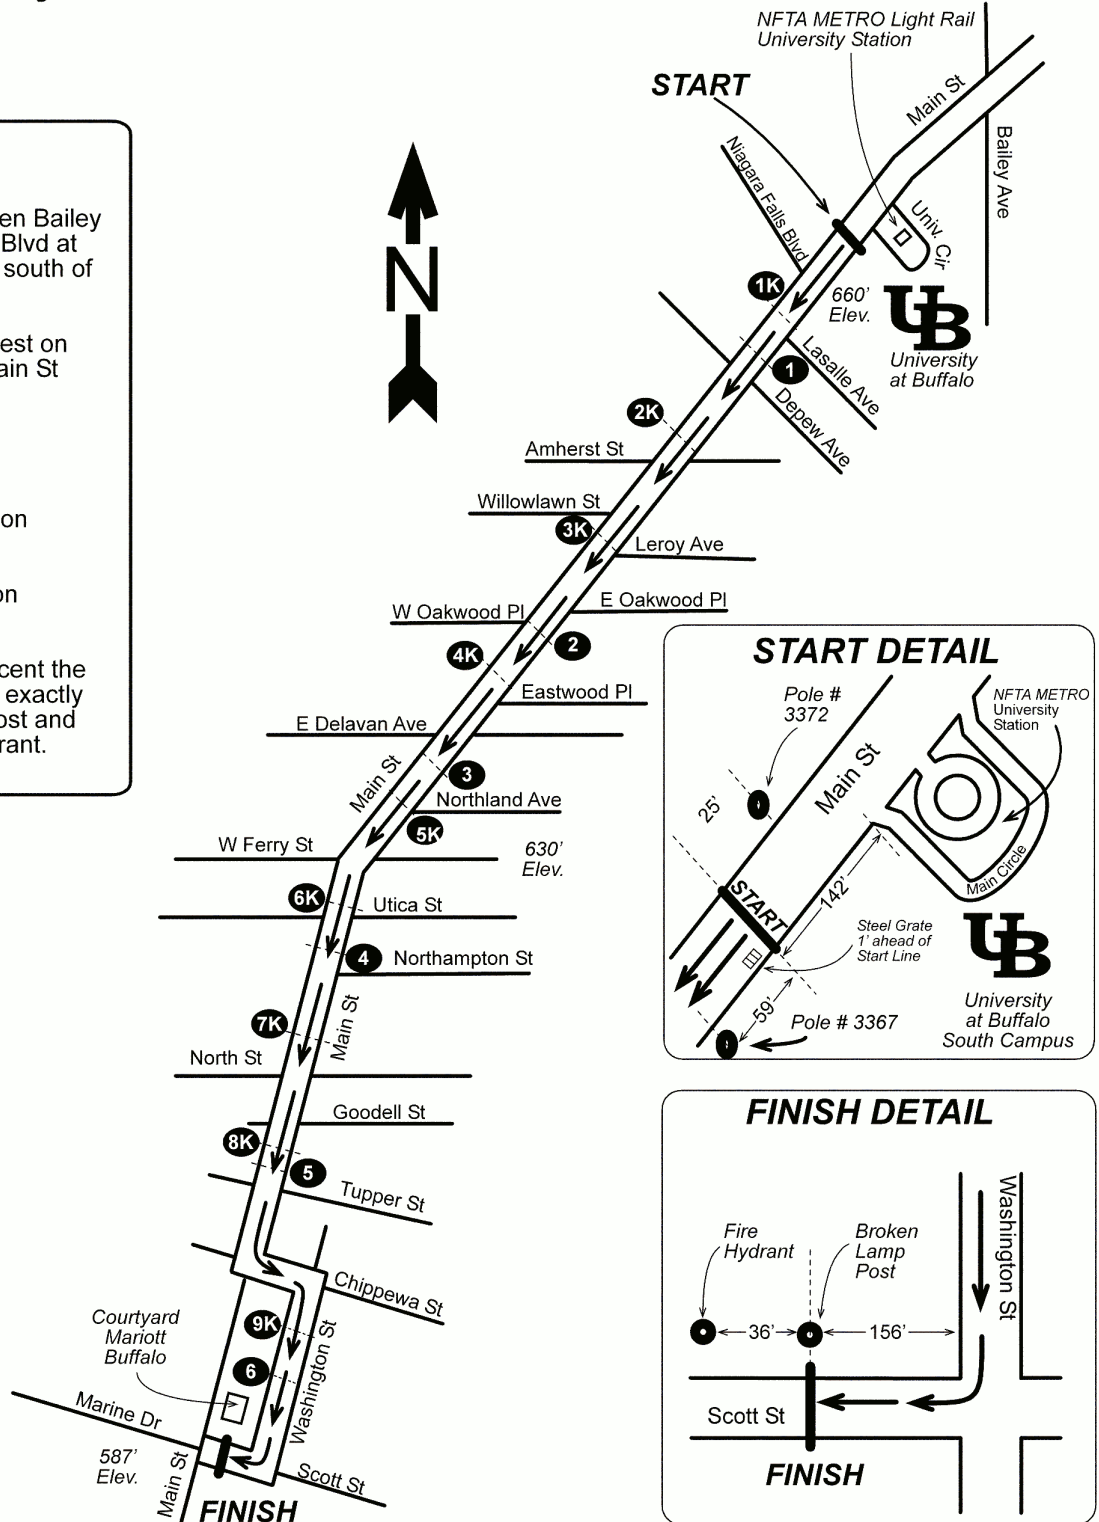 NFTA METRO Light Rail
University Station
START
Main St
Bailey Ave
Niagara Falls Blvd
Univ. Cir
N
1K
660'
Elev.
UB
University
at Buffalo
Lasalle Ave
1
Depew Ave
2K
Amherst St
Willowlawn St
3K
Leroy Ave
E Oakwood Pl
W Oakwood Pl
2
4K
Eastwood Pl
E Delavan Ave
3
Main St
Northland Ave
5K
W Ferry St
630'
Elev.
6K
Utica St
4
Northampton St
7K
Main St
North St
Goodell St
8K
5
Tupper St
Chippewa St
Courtyard
Mariott
Buffalo
9K
Washington St
6
Marine Dr
587'
Elev.
Main St
Scott St
FINISH
en Bailey
Blvd at
south of
est on
ain St
on
on
cent the
exactly
ost and
rant.
START DETAIL
Pole #
3372
NFTA METRO
University
Station
Main St
25'
START
142'
Main Circle
Steel Grate
1' ahead of
Start Line
59'
Pole # 3367
UB
University
at Buffalo
South Campus
FINISH DETAIL
Washington St
Fire
Hydrant
Broken
Lamp
Post
36'
156'
Scott St
FINISH